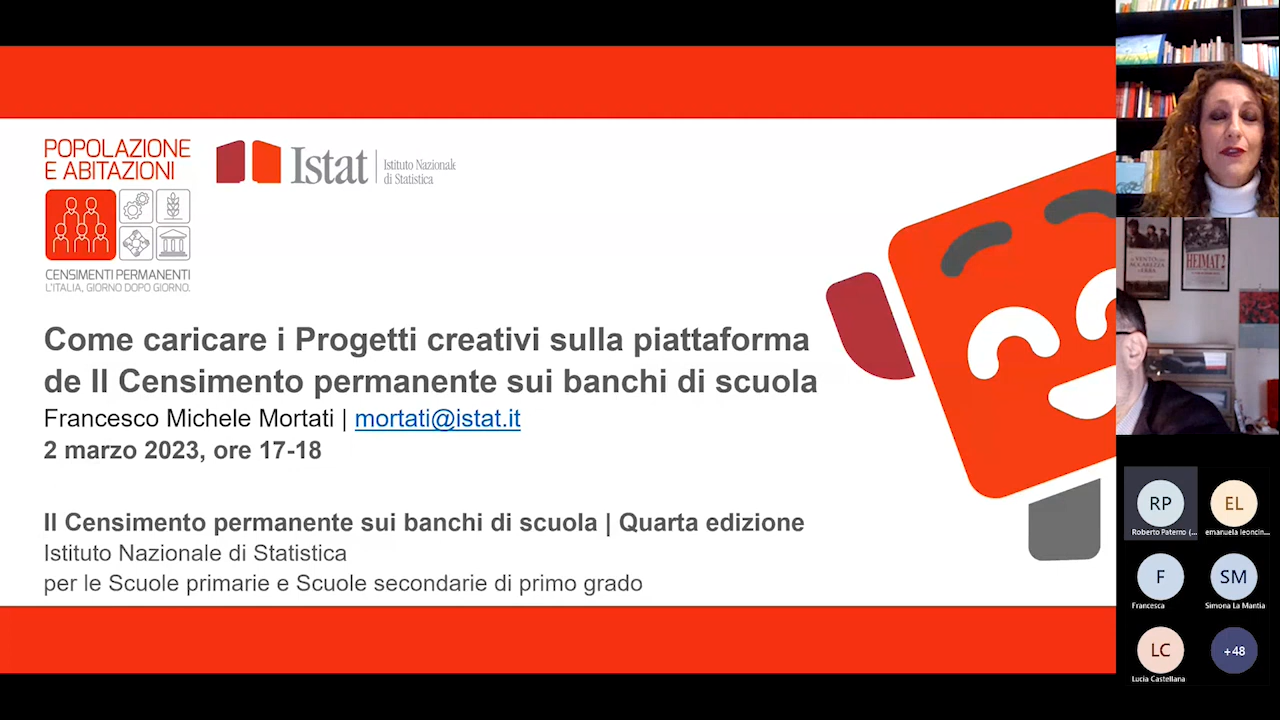 POPOLAZIONE
E ABITAZIONI
Istat
Istituto Nazionale
di Statistica
CENSIMENTI PERMANENTI
L'ITALIA, GIORNO DOPO GIORNO.
Come caricare i Progetti creativi sulla piattaforma
de Il Censimento permanente sui banchi di scuola
Francesco Michele Mortati | mortati@istat.it
2 marzo 2023, ore 17-18
Il Censimento permanente sui banchi di scuola | Quarta edizione
Istituto Nazionale di Statistica
per le Scuole primarie e Scuole secondarie di primo grado
HEIMAT 2
RP
Roberto Paterno (...
EL
emanuela leoncin...
F
Francesca
SM
Simona La Mantia
LC
Lucia Castellana
+48